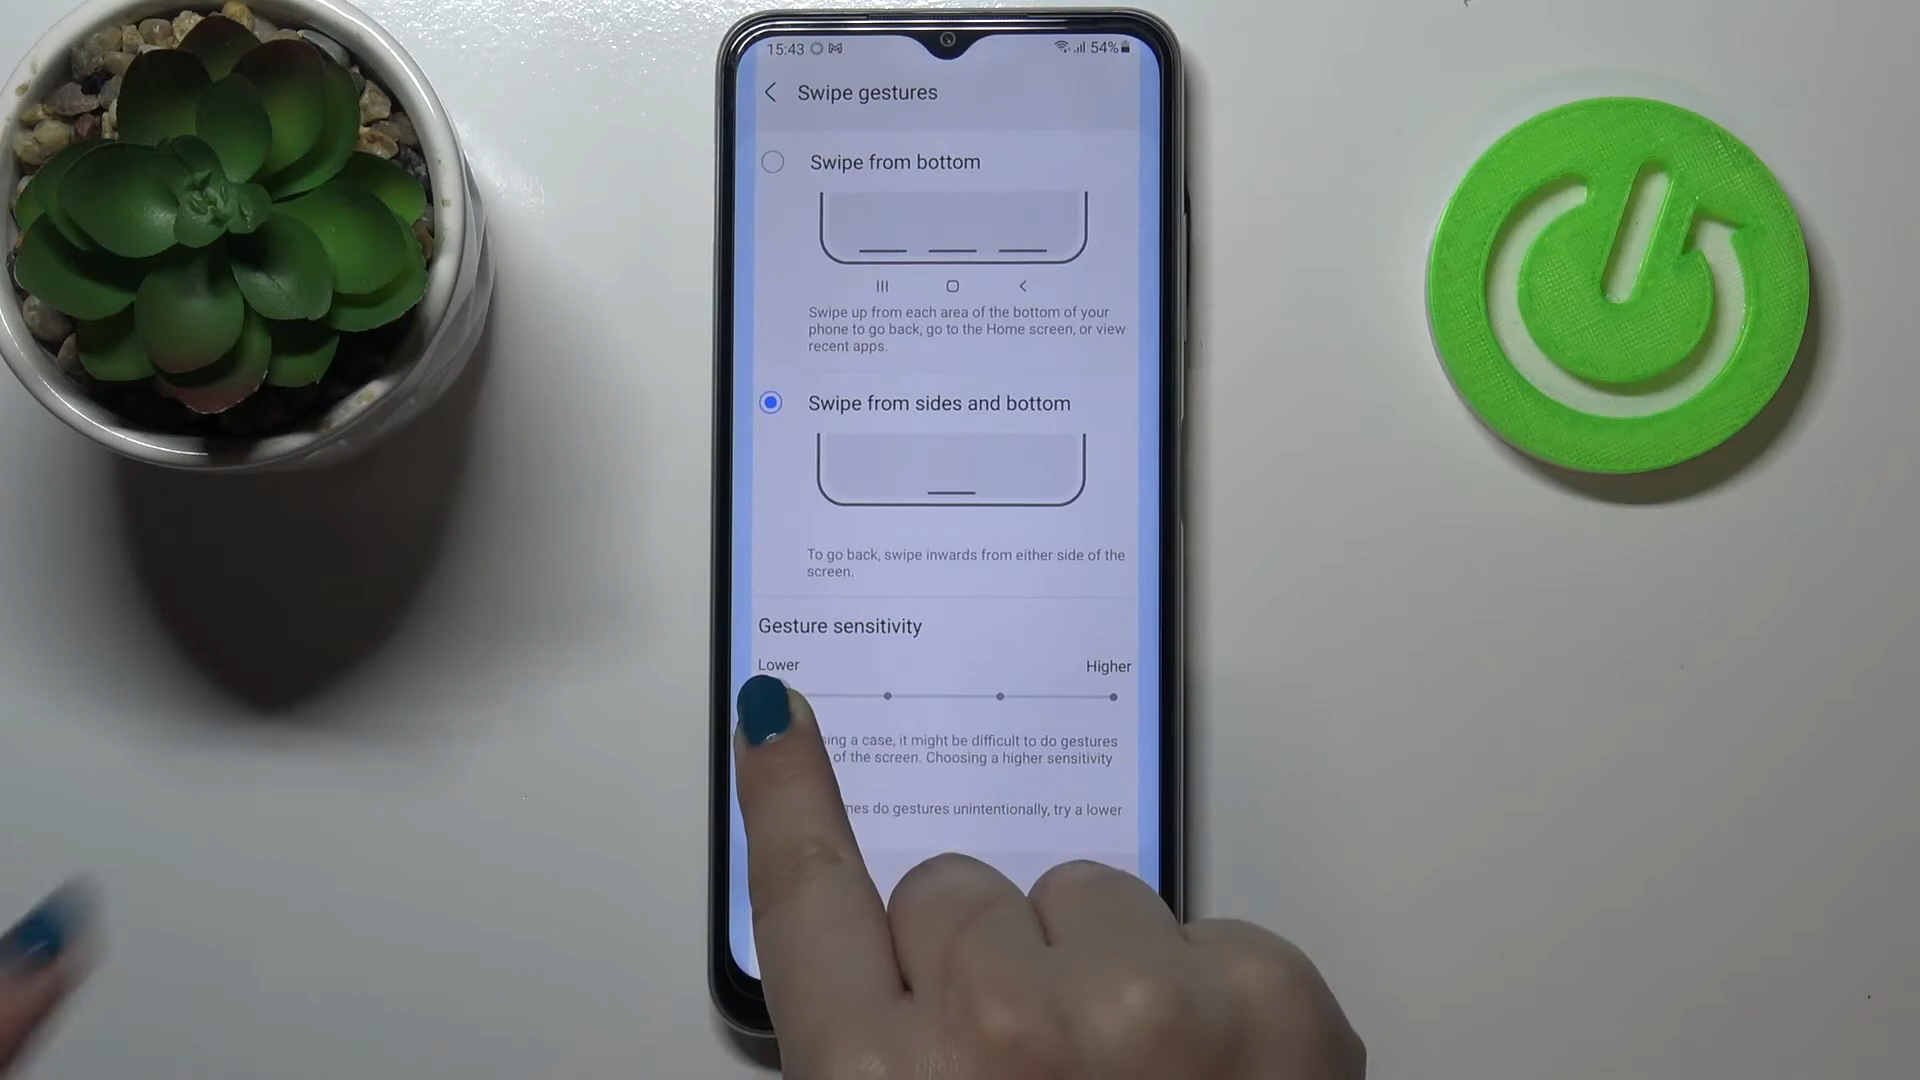 15:43
54%
Swipe gestures
Swipe from bottom
Swipe up from each area of the bottom of your
phone to go back, go to the Home screen, or view
recent apps.
Swipe from sides and bottom
To go back, swipe inwards from either side of the
screen.
Gesture sensitivity
Lower
Higher
a case, it might be difficult to do gestures
of the screen. Choosing a higher sensitivity
do gestures unintentionally, try a lower